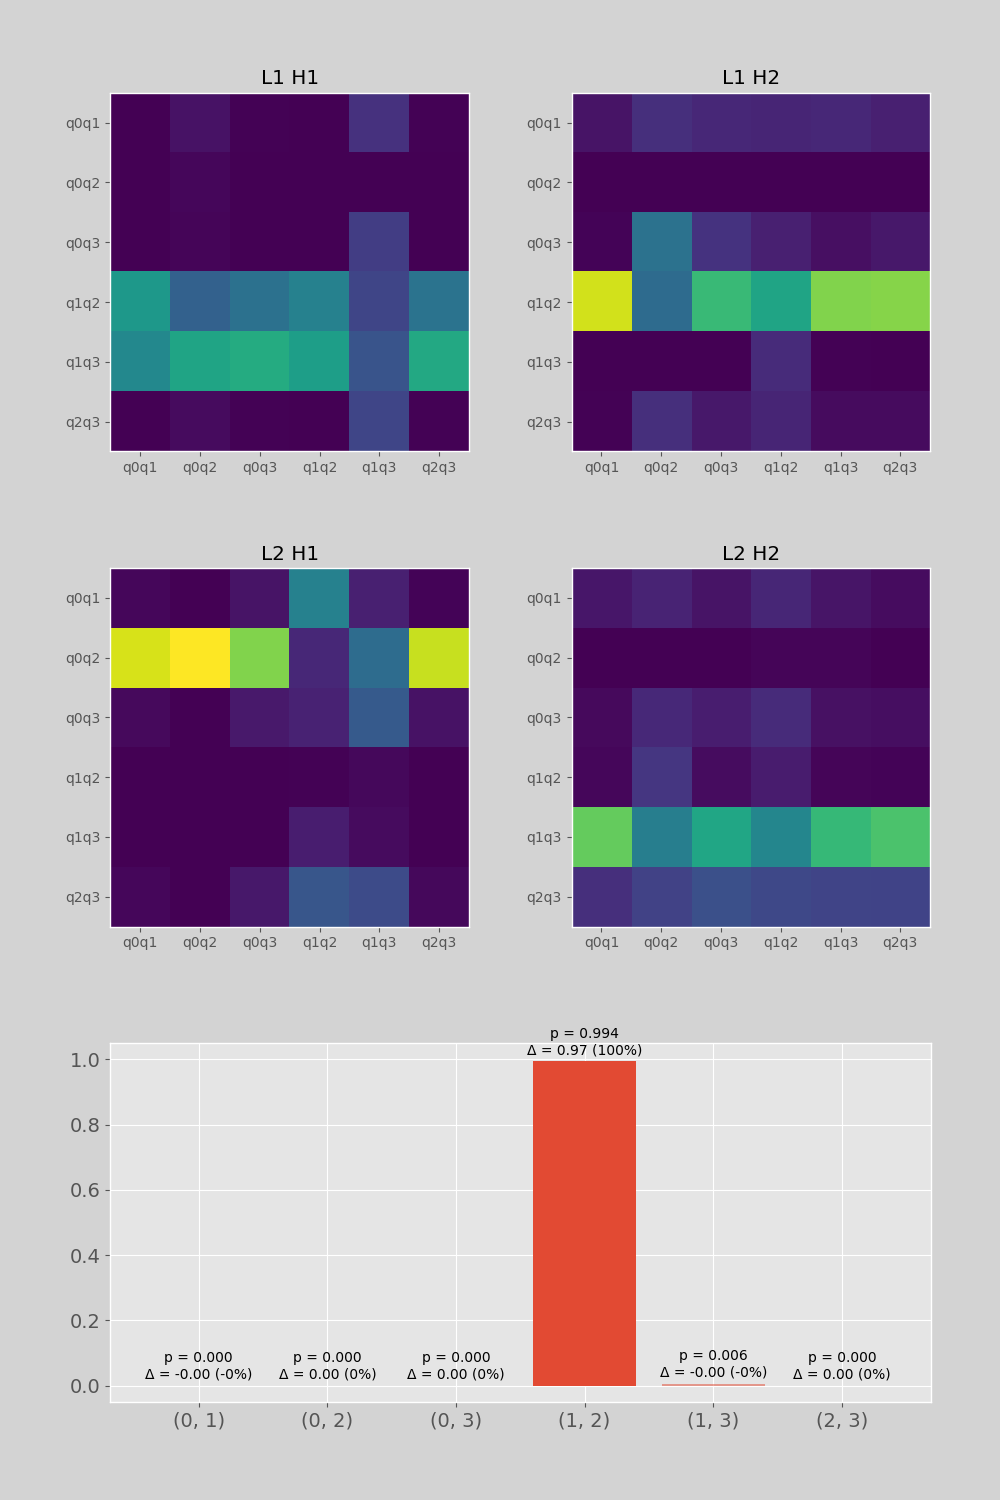 L1 H1
q0q1
q0q2
q0q3
q1q2
q1q3
q2q3
q0q1 q0q2 q0q3 q1q2 q1q3 q2q3
L1 H2
q0q1
q0q2
q0q3
q1q2
q1q3
q2q3
q0q1 q0q2 q0q3 q1q2 q1q3 q2q3
L2 H1
q0q1
q0q2
q0q3
q1q2
q1q3
q2q3
q0q1 q0q2 q0q3 q1q2 q1q3 q2q3
L2 H2
q0q1
q0q2
q0q3
q1q2
q1q3
q2q3
q0q1 q0q2 q0q3 q1q2 q1q3 q2q3
1.0
0.8
0.6
0.4
0.2
0.0
p = 0.000
Δ = -0.00 (-0%)
p = 0.000
Δ = 0.00 (0%)
p = 0.000
Δ = 0.00 (0%)
p = 0.994
Δ = 0.97 (100%)
p = 0.006
Δ = -0.00 (-0%)
p = 0.000
Δ = 0.00 (0%)
(0, 1) (0, 2) (0, 3) (1, 2) (1, 3) (2, 3)